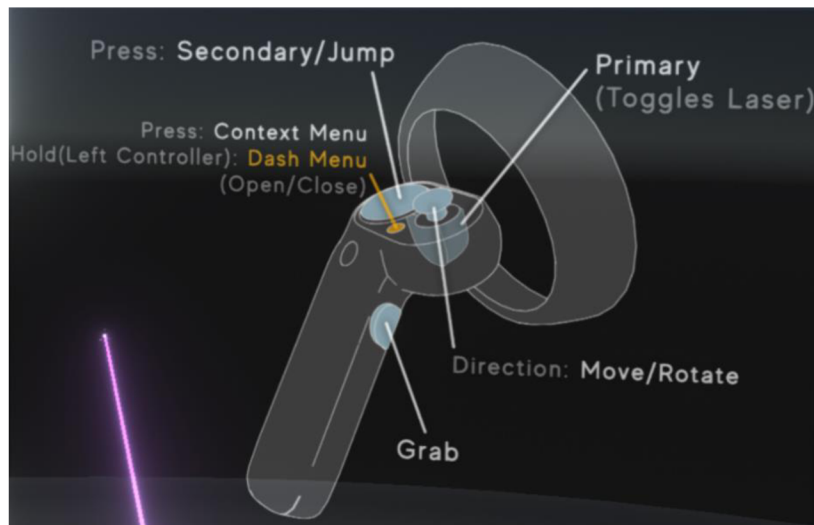 Press: Secondary/Jump
Primary
(Toggles Laser)
Press: Context Menu
Hold(Left Controller): Dash Menu
(Open/Close)
Direction: Move/Rotate
Grab